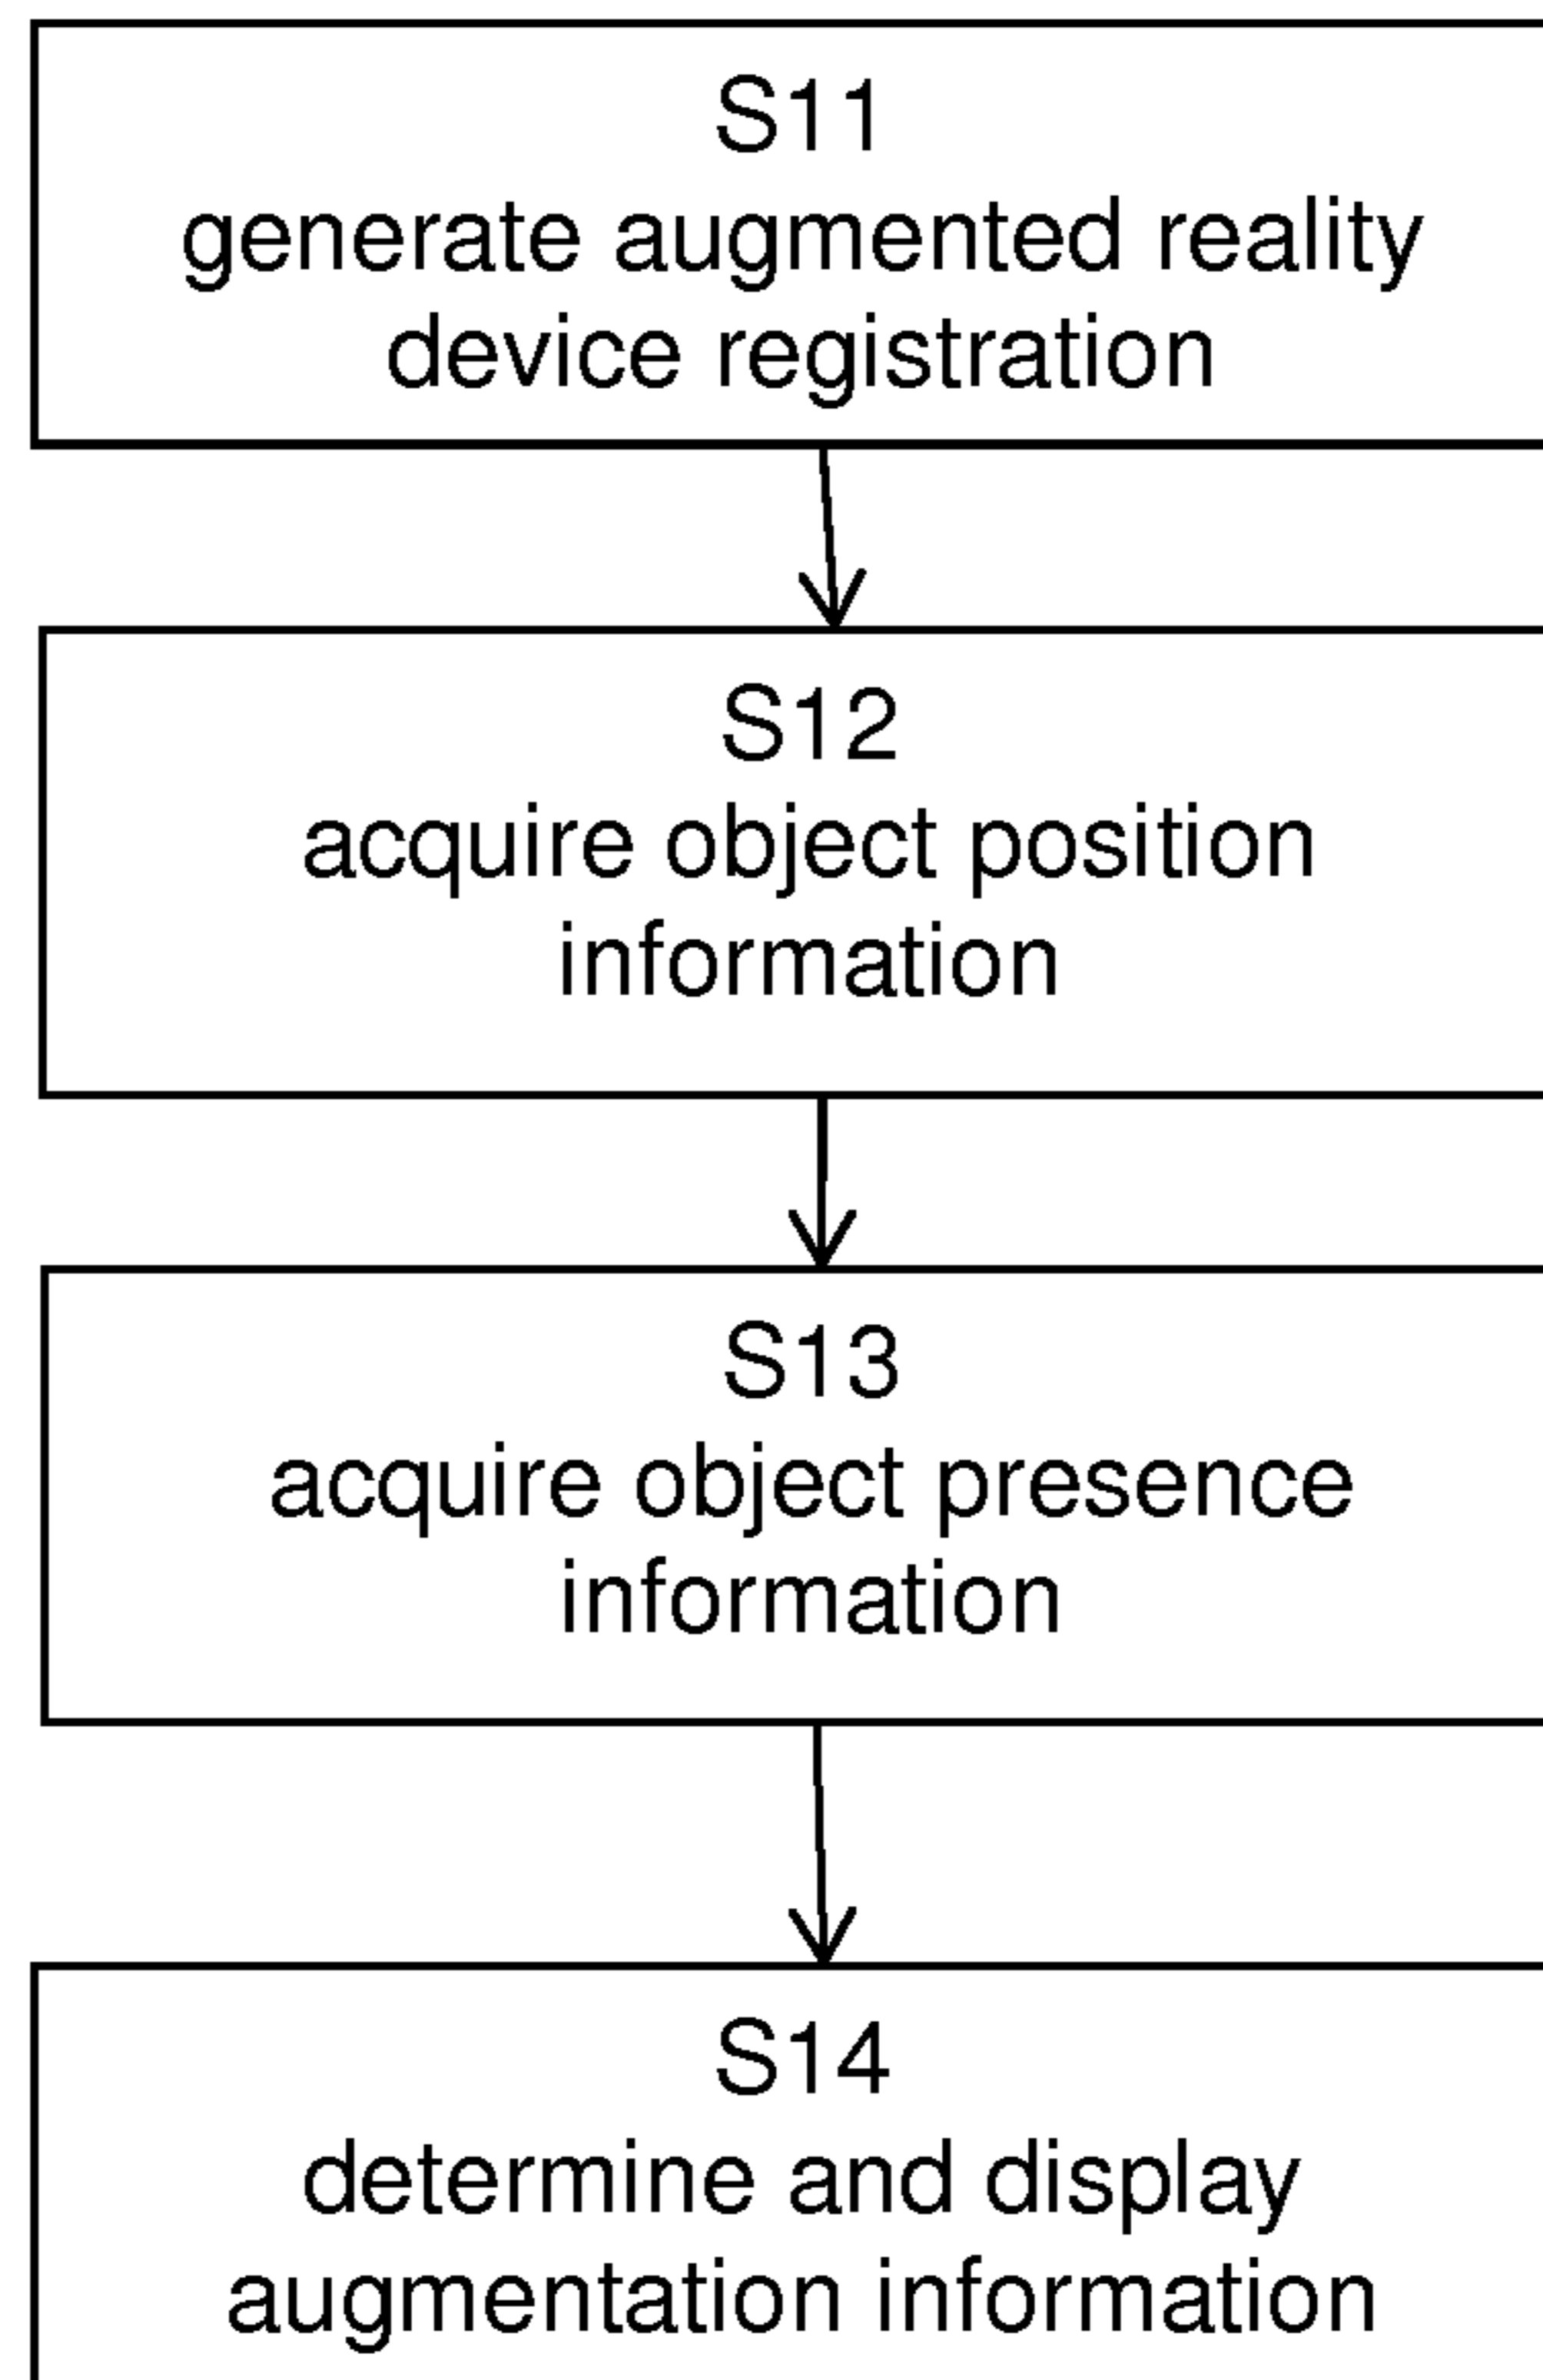 S11
generate augmented reality
device registration
S12
acquire object position
information
S13
acquire object presence
information
S14
determine and display
augmentation information